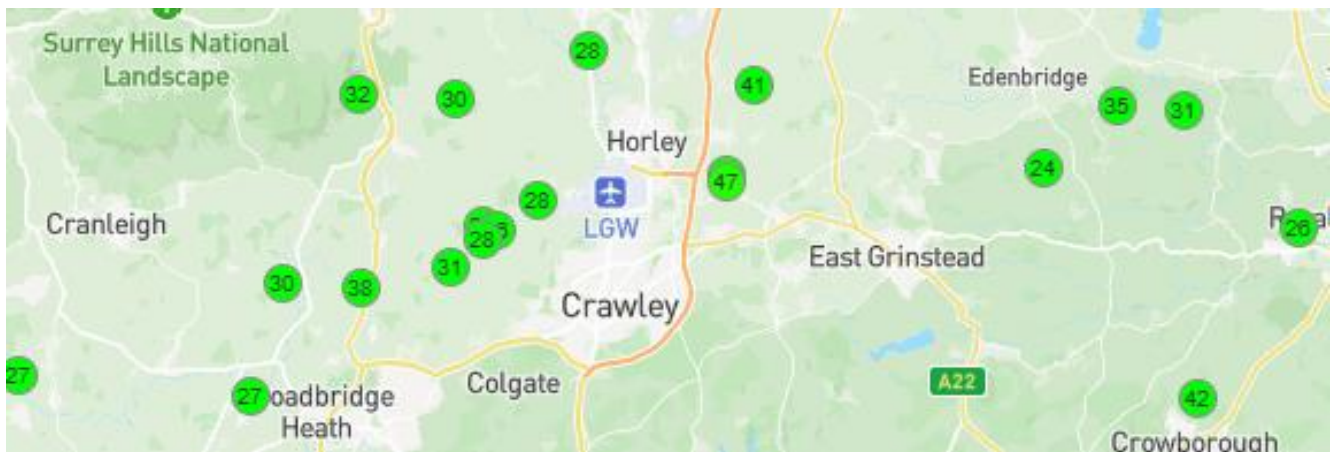 Surrey Hills National
Landscape
28
32
30
41
Edenbridge
35
31
Horley
47
24
28
LGW
Cranleigh
28
26
East Grinstead
31
30
38
Crawley
27
Colgate
27
oadbridge
Heath
A22
42
Crowborough